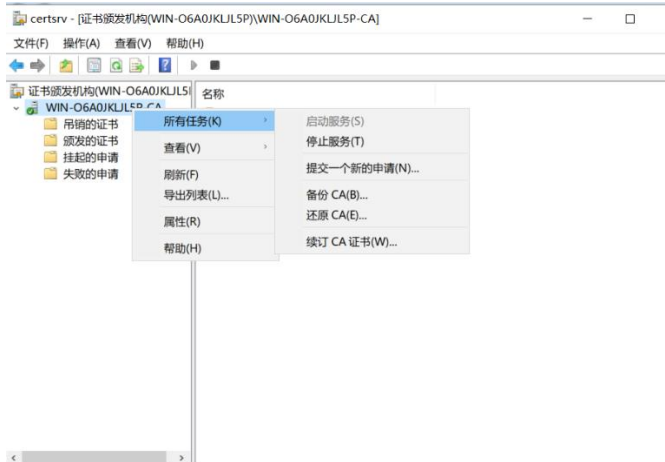 certsrv - [证书颁发机构(WIN-O6A0JKLJL5P)\WIN-O6A0JKLJL5P-CA]
文件(F) 操作(A) 查看(V) 帮助(H)
证书颁发机构(WIN-O6A0JKLJL5
名称
WIN-O6A0JKLJL5P-CA
吊销的证书
颁发的证书
挂起的申请
失败的申请
所有任务(K)
查看(V)
刷新(F)
导出列表(L)...
属性(R)
帮助(H)
启动服务(S)
停止服务(T)
提交一个新的申请(N)...
备份 CA(B)...
还原 CA(E)...
续订 CA 证书(W)...